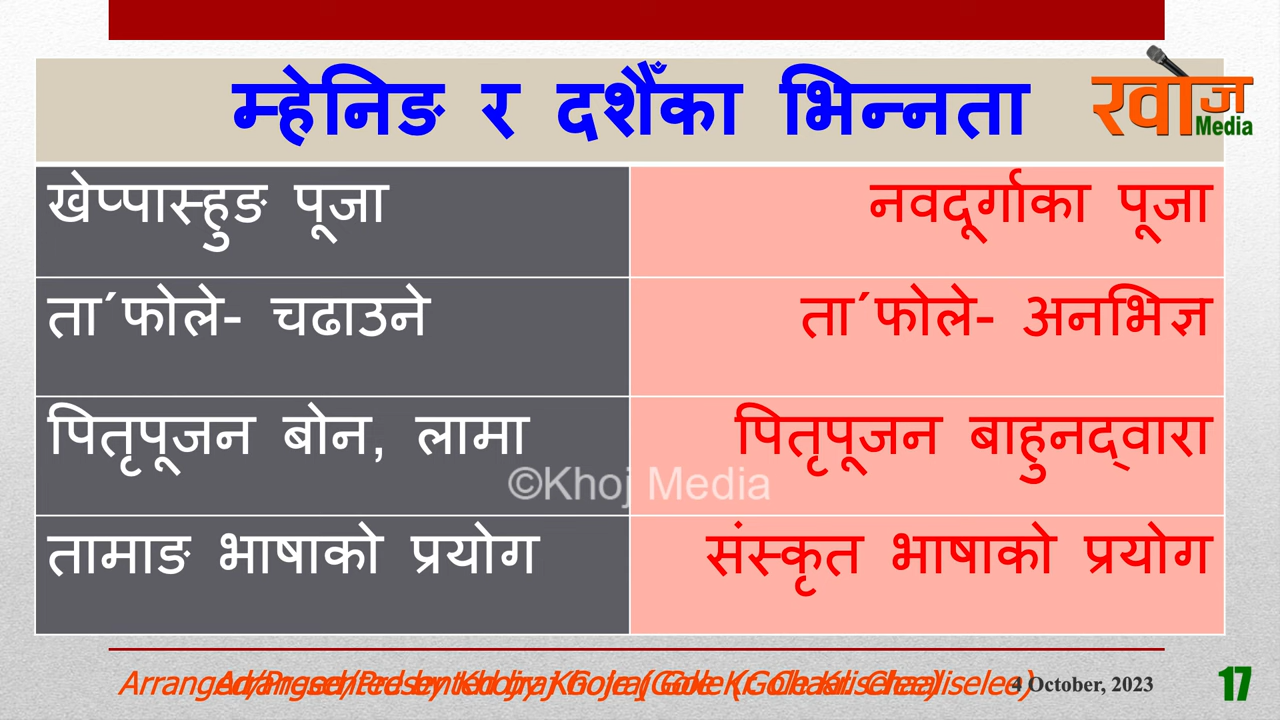 म्हेनिङ र दशैँका भिन्नता
खोज
Media
खेप्पास्हुङ पूजा
नवदूर्गाका पूजा
ता´फोले- चढाउने
ता´फोले- अनभिज्ञ
पितृपूजन बोन, लामा
पितृपूजन बाहुनद्वारा
©Khoj Media
तामाङ भाषाको प्रयोग
संस्कृत भाषाको प्रयोग
4 October, 2023
17